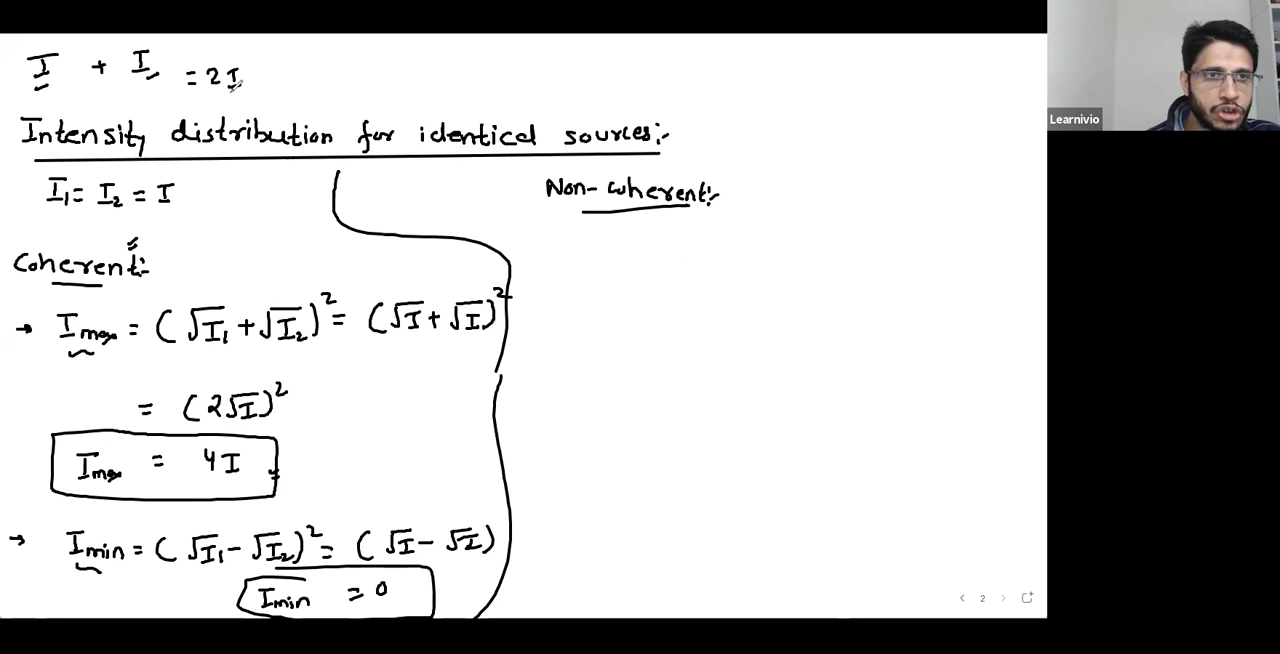 I + I = 2I
Intensity distribution for identical sources:-
I₁ = I₂ = I
Coherent:-
→ Imax = (√I₁ + √I₂)² = (√I + √I)²
= (2√I)²
Imax = 4I
→ Imin = (√I₁ - √I₂)² = (√I - √I)
Imin = 0
Non-coherent:-
Learnivio
2